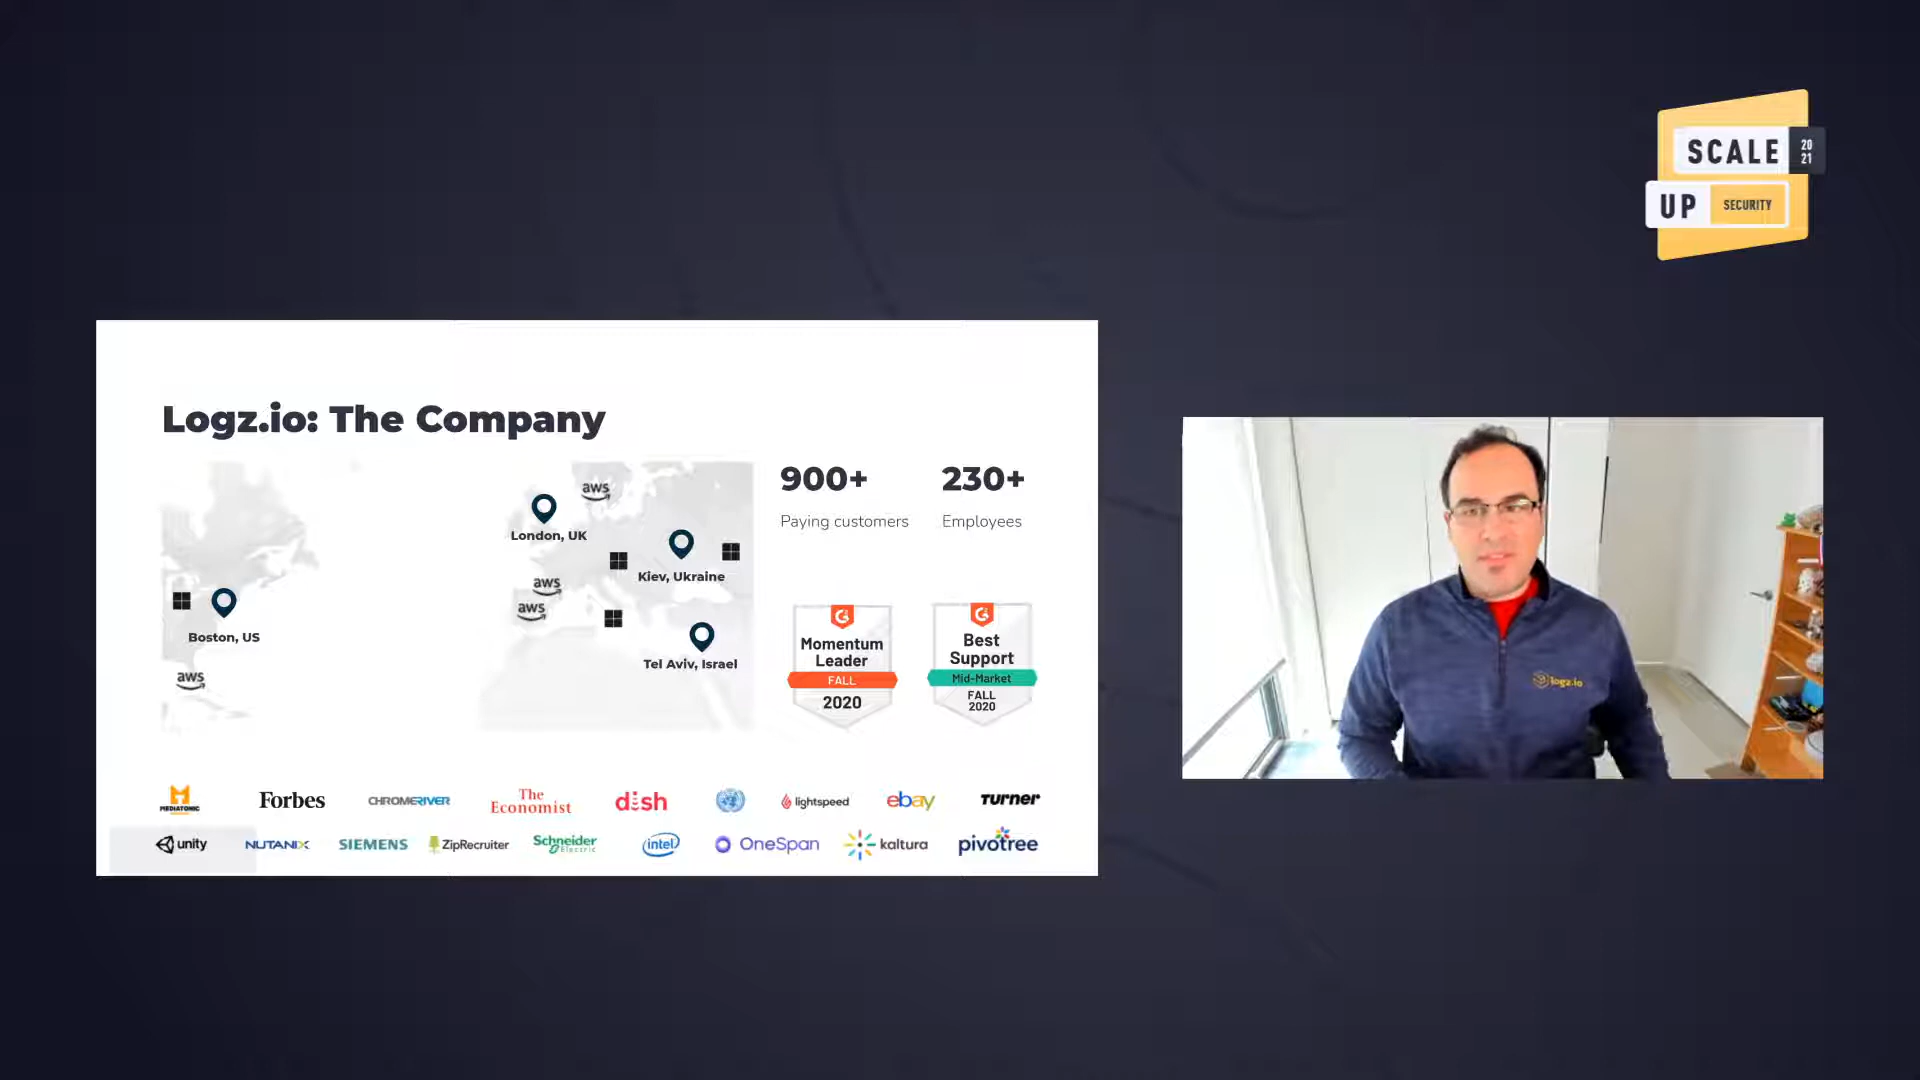 SCALE
20
21
UP
SECURITY
Logz.io: The Company
aws
London, UK
Kiev, Ukraine
aws
aws
Boston, US
Tel Aviv, Israel
aws
900+
Paying customers
230+
Employees
Momentum
Leader
FALL
2020
Best
Support
Mid-Market
FALL
2020
MEDIATONIC
Forbes
CHROMERIVER
The
Economist
dish
lightspeed
ebay
TURNER
unity
NUTANIX
SIEMENS
ZipRecruiter
Schneider
Electric
intel
OneSpan
kaltura
pivotree
logz.io